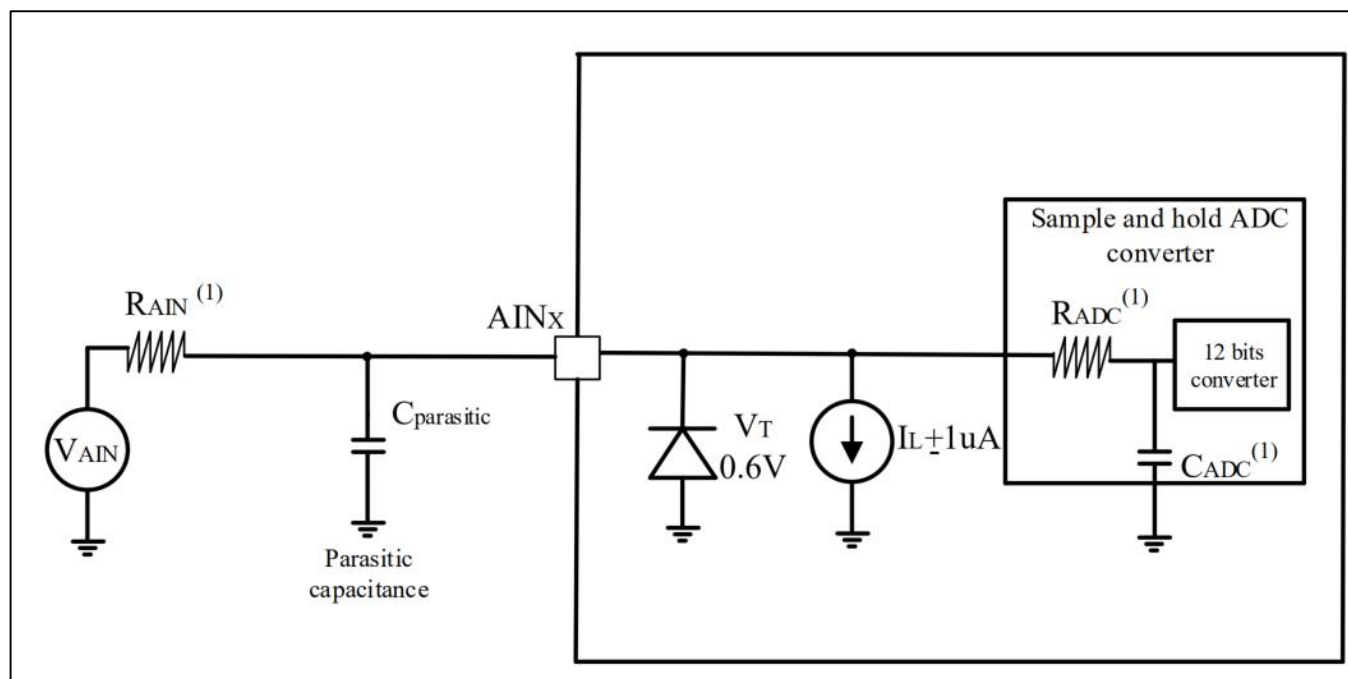 Sample and hold ADC
converter
RAIN (1)
AINX
RADC(1)
12 bits
converter
Cparasitic
VT
0.6V
IL±1uA
VAIN
CADC(1)
Parasitic
capacitance